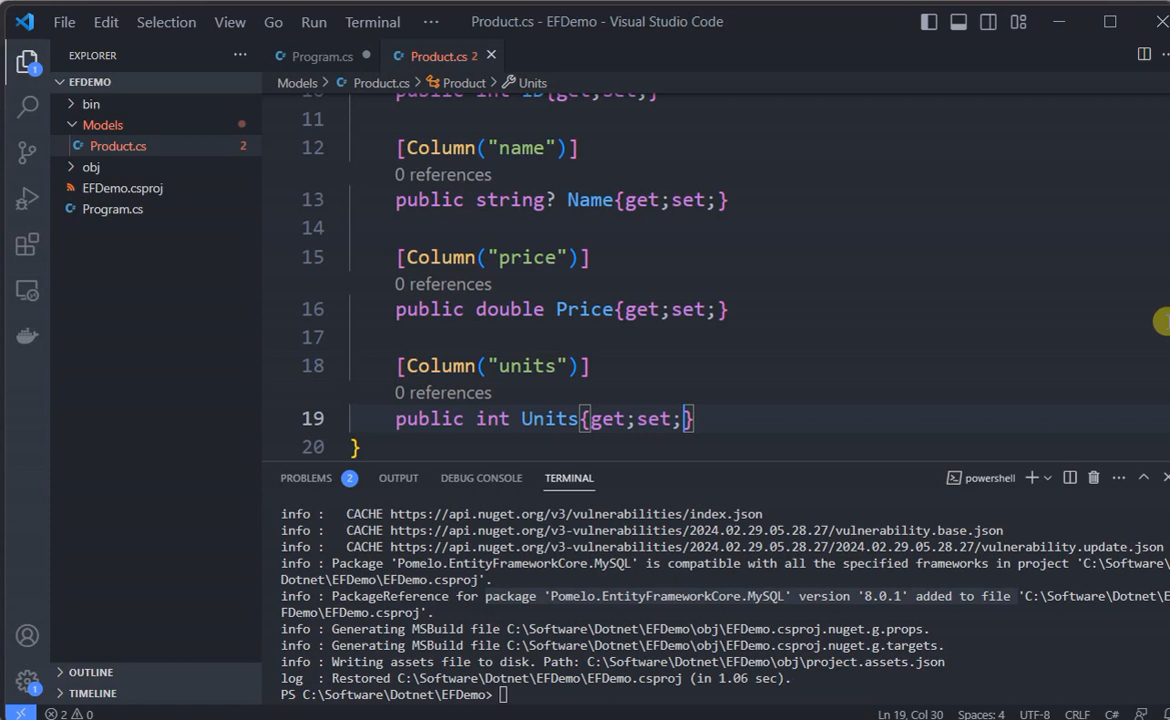 File Edit Selection View Go Run Terminal ··· Product.cs - EFDemo - Visual Studio Code
EXPLORER ··· Program.cs Product.cs 2
EFDEMO
Models > Product.cs > Product > Units
bin
Models
Product.cs 2
obj
EFDemo.csproj
Program.cs
1
11
12 [Column("name")]
0 references
13 public string? Name{get;set;}
14
15 [Column("price")]
0 references
16 public double Price{get;set;}
17
18 [Column("units")]
0 references
19 public int Units{get;set;}
20 }
PROBLEMS 2 OUTPUT DEBUG CONSOLE TERMINAL powershell
info : CACHE https://api.nuget.org/v3/vulnerabilities/index.json
info : CACHE https://api.nuget.org/v3-vulnerabilities/2024.02.29.05.28.27/vulnerability.base.json
info : CACHE https://api.nuget.org/v3-vulnerabilities/2024.02.29.05.28.27/2024.02.29.05.28.27/vulnerability.update.json
info : Package 'Pomelo.EntityFrameworkCore.MySQL' is compatible with all the specified frameworks in project 'C:\Software\
Dotnet\EFDemo\EFDemo.csproj'.
info : PackageReference for package 'Pomelo.EntityFrameworkCore.MySQL' version '8.0.1' added to file 'C:\Software\Dotnet\E
FDemo\EFDemo.csproj'.
info : Generating MSBuild file C:\Software\Dotnet\EFDemo\obj\EFDemo.csproj.nuget.g.props.
info : Generating MSBuild file C:\Software\Dotnet\EFDemo\obj\EFDemo.csproj.nuget.g.targets.
info : Writing assets file to disk. Path: C:\Software\Dotnet\EFDemo\obj\project.assets.json
log : Restored C:\Software\Dotnet\EFDemo\EFDemo.csproj (in 1.06 sec).
PS C:\Software\Dotnet\EFDemo>
OUTLINE
TIMELINE
1
2 0 Ln 19, Col 30 Spaces: 4 UTF-8 CRLF C#